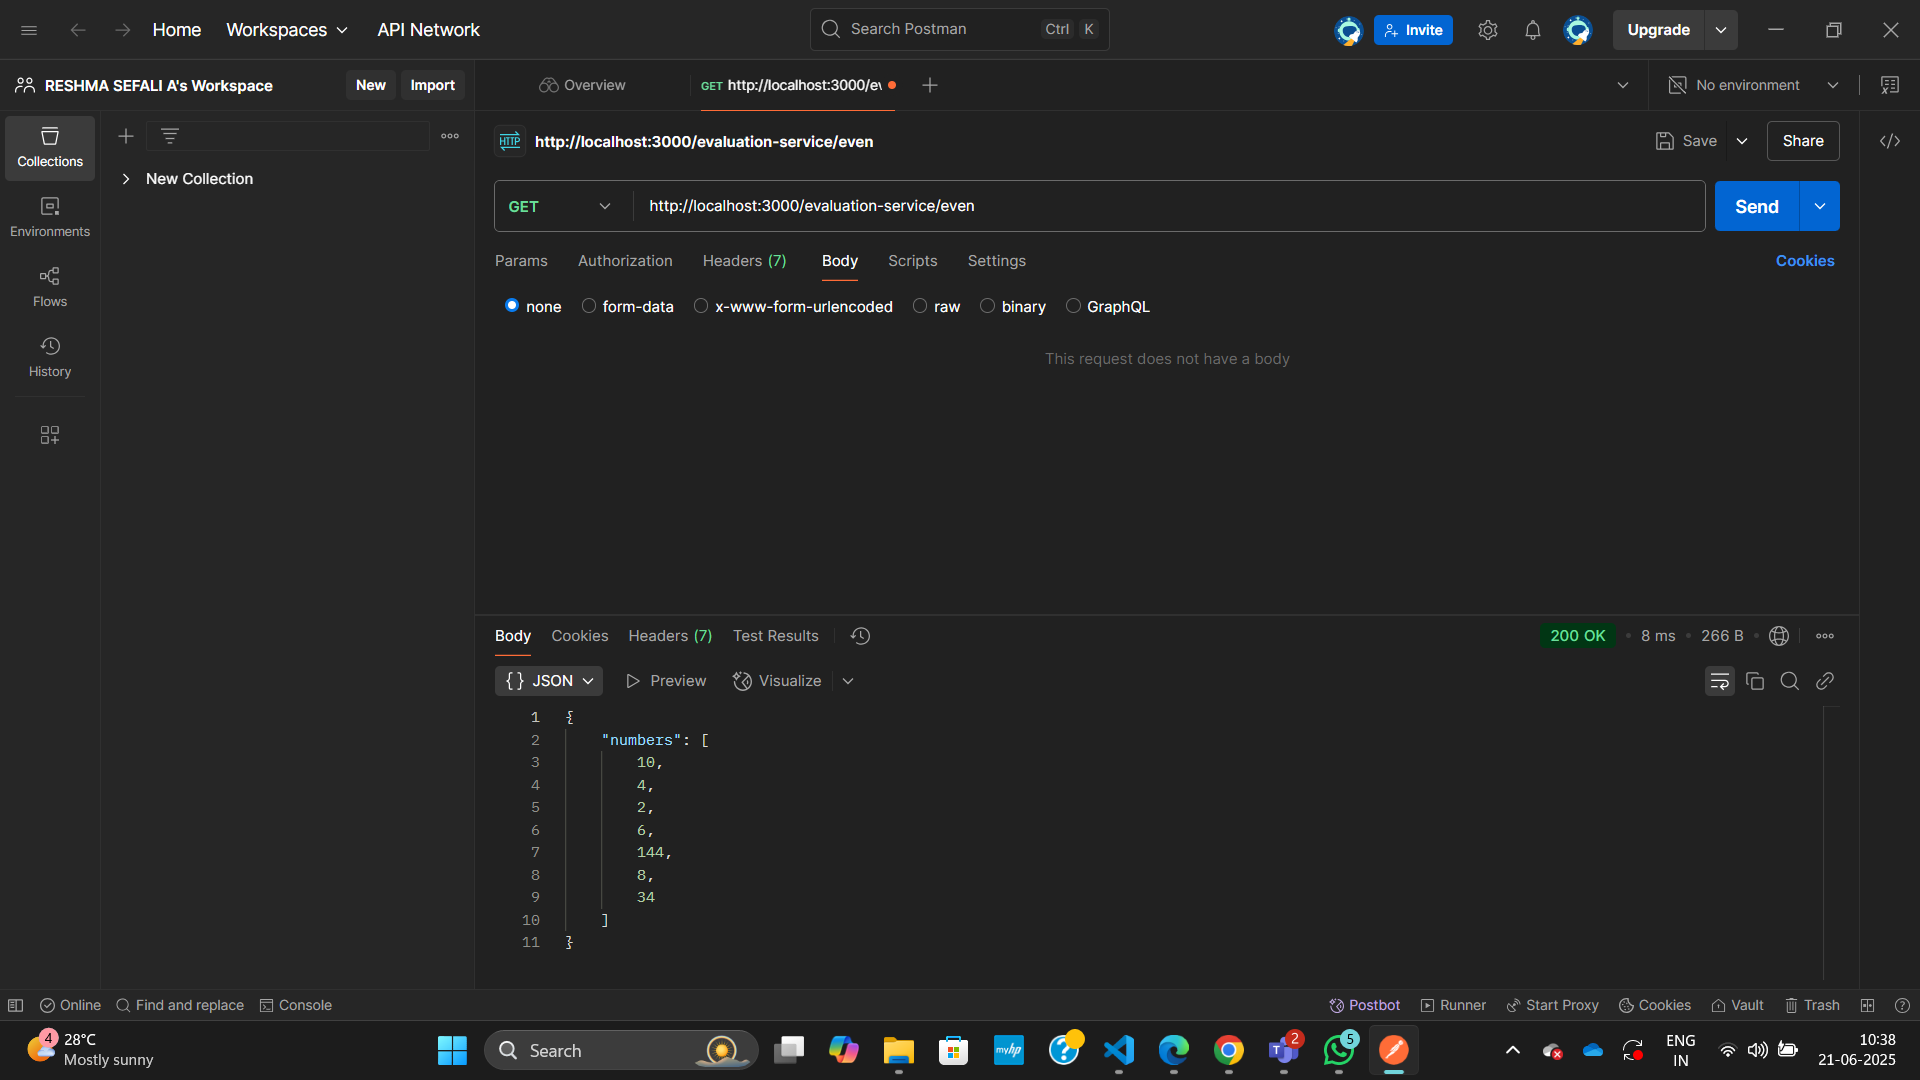 Home
Workspaces
API Network
Search Postman
Ctrl K
Invite
Upgrade
RESHMA SEFALI A's Workspace
New
Import
Overview
GET http://localhost:3000/ev
No environment
Collections
Environments
Flows
History
New Collection
HTTP http://localhost:3000/evaluation-service/even
Save
Share
GET
http://localhost:3000/evaluation-service/even
Send
Params
Authorization
Headers (7)
Body
Scripts
Settings
Cookies
none
form-data
x-www-form-urlencoded
raw
binary
GraphQL
This request does not have a body
Body
Cookies
Headers (7)
Test Results
200 OK
8 ms
266 B
{} JSON
Preview
Visualize
1 {
2 "numbers": [
3 10,
4 4,
5 2,
6 6,
7 144,
8 8,
9 34
10 ]
11 }
Online
Find and replace
Console
Postbot
Runner
Start Proxy
Cookies
Vault
Trash
4
28°C
Mostly sunny
Search
myhp
T
2
5
ENG
IN
10:38
21-06-2025